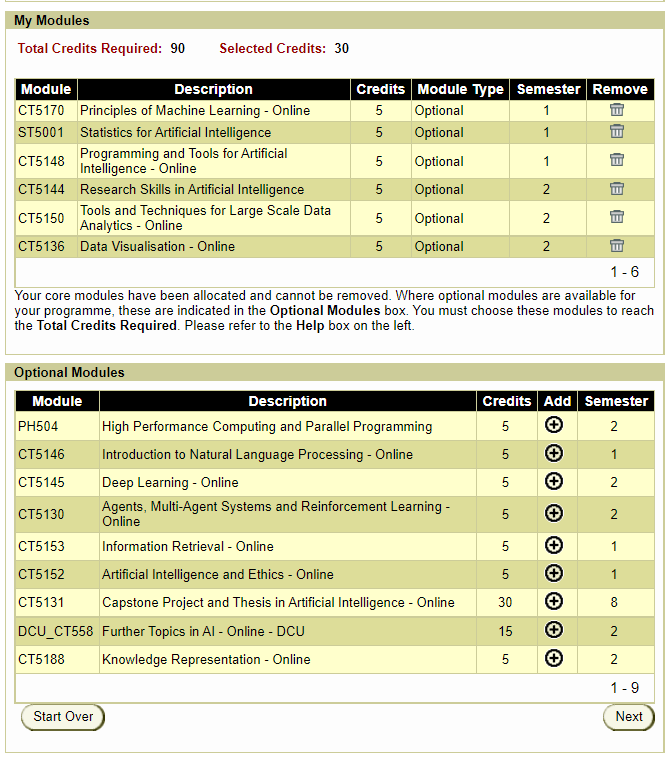 My Modules
Total Credits Required: 90 Selected Credits: 30
Module Description Credits Module Type Semester Remove
CT5170 Principles of Machine Learning - Online 5 Optional 1
ST5001 Statistics for Artificial Intelligence 5 Optional 1
CT5148 Programming and Tools for Artificial
Intelligence - Online 5 Optional 1
CT5144 Research Skills in Artificial Intelligence 5 Optional 2
CT5150 Tools and Techniques for Large Scale Data
Analytics - Online 5 Optional 2
CT5136 Data Visualisation - Online 5 Optional 2
1 - 6
Your core modules have been allocated and cannot be removed. Where optional modules are available for
your programme, these are indicated in the Optional Modules box. You must choose these modules to reach
the Total Credits Required. Please refer to the Help box on the left.
Optional Modules
Module Description Credits Add Semester
PH504 High Performance Computing and Parallel Programming 5 2
CT5146 Introduction to Natural Language Processing - Online 5 1
CT5145 Deep Learning - Online 5 2
CT5130 Agents, Multi-Agent Systems and Reinforcement Learning -
Online 5 2
CT5153 Information Retrieval - Online 5 1
CT5152 Artificial Intelligence and Ethics - Online 5 1
CT5131 Capstone Project and Thesis in Artificial Intelligence - Online 30 8
DCU_CT558 Further Topics in AI - Online - DCU 15 2
CT5188 Knowledge Representation - Online 5 2
1 - 9
Start Over Next